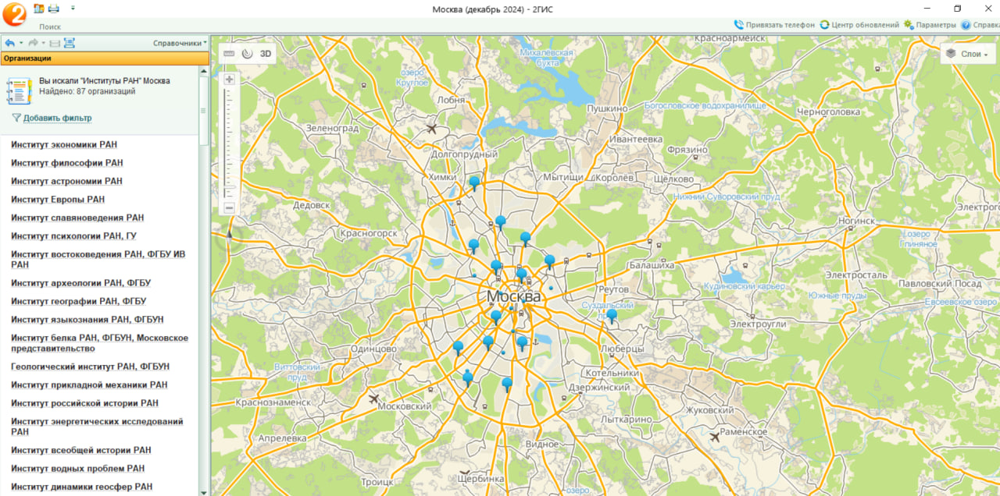 Москва (декабрь 2024) - 2ГИС
2
Поиск
Привязать телефон
Центр обновлений
Параметры
Справка
Справочники
Организации
Вы искали "Институты РАН" Москва
Найдено: 87 организаций
Добавить фильтр
Институт экономики РАН
Институт философии РАН
Институт астрономии РАН
Институт Европы РАН
Институт славяноведения РАН
Институт психологии РАН, ГУ
Институт востоковедения РАН, ФГБУ ИВ
РАН
Институт археологии РАН, ФГБУ
Институт географии РАН, ФГБУ
Институт языкознания РАН, ФГБУН
Институт белка РАН, ФГБУН, Московское
представительство
Геологический институт РАН, ФГБУН
Институт прикладной механики РАН
Институт российской истории РАН
Институт энергетических исследований
РАН
Институт всеобщей истории РАН
Институт водных проблем РАН
Институт динамики геосфер РАН
3D
Слои
Красноармейск
Михалёвская
бухта
озеро
Круглое
Лобня
Пушкино
Богословское водохранилище
Черноголовка
Зеленоград
Ивантеевка
Фрязино
Долгопрудный
Химки
Мытищи
Королёв
Щёлково
Нижний Суворовский пруд
Дедовск
Электрого
Ногинск
Красногорск
озеро
Глиняное
Балашиха
Электросталь
Павловский Посад
Реутов
Кудиновский карьер
Южные пруды
Евсеевское озеро
Москва
Суздальский
Электроугли
Одинцово
Люберцы
Виттовский
пруд
Котельники
Дзержинский
Краснознаменск
Московский
Жуковский
Лыткарино
Раменское
Апрелевка
Видное
Троицк
Щербинка
озеро